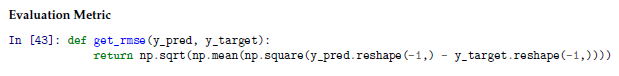 Evaluation Metric
In [43]: def get_rmse(y_pred, y_target):
return np.sqrt(np.mean(np.square(y_pred.reshape(-1,) - y_target.reshape(-1,))))